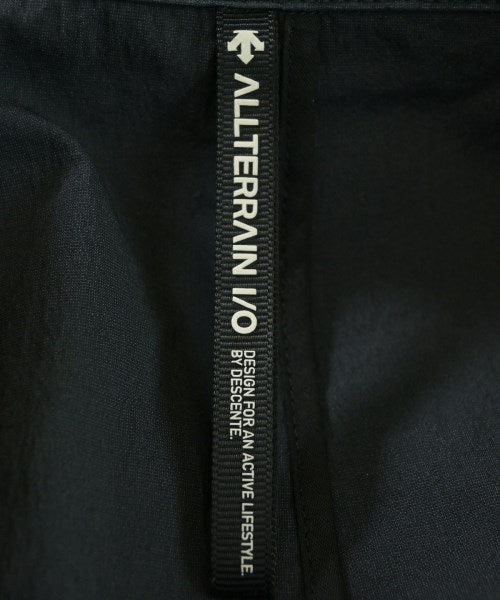 ALLTERRAIN I/O
DESIGN FOR AN ACTIVE LIFESTYLE.
BY DESCENTE.